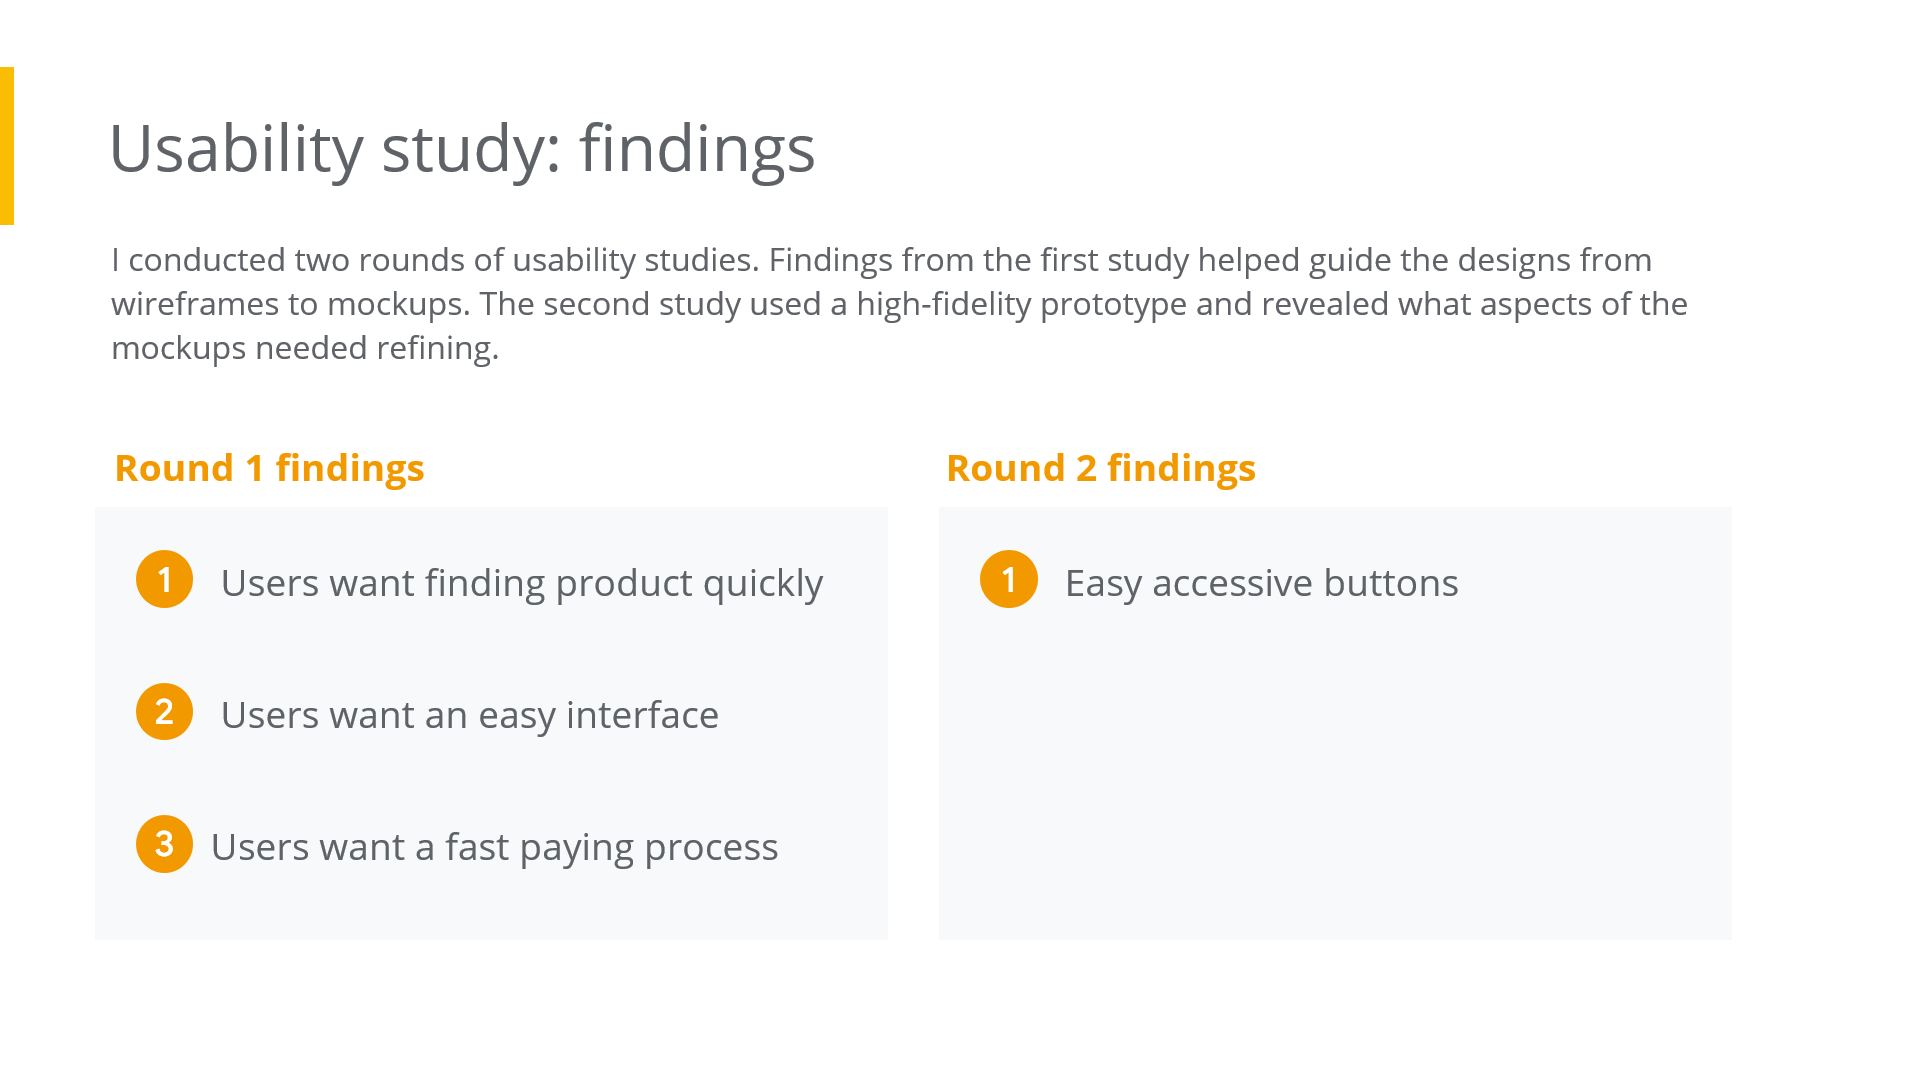 Usability study: findings
I conducted two rounds of usability studies. Findings from the first study helped guide the designs from
wireframes to mockups. The second study used a high-fidelity prototype and revealed what aspects of the
mockups needed refining.
Round 1 findings
1 Users want finding product quickly
2 Users want an easy interface
3 Users want a fast paying process
Round 2 findings
1 Easy accessive buttons